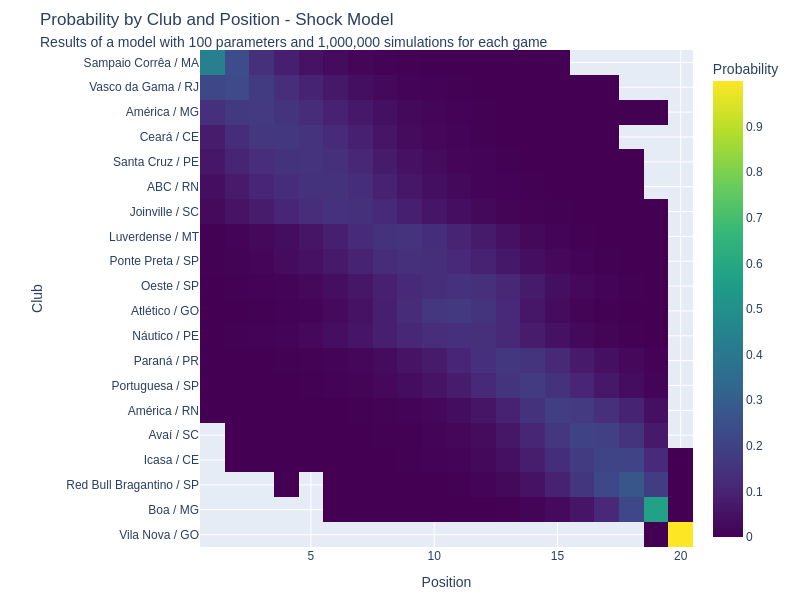 Probability by Club and Position - Shock Model
Results of a model with 100 parameters and 1,000,000 simulations for each game
Probability
Sampaio Corrêa / MA
Vasco da Gama / RJ
América / MG
Ceará / CE
Santa Cruz / PE
ABC / RN
Joinville / SC
Luverdense / MT
Ponte Preta / SP
Oeste / SP
Atlético / GO
Náutico / PE
Paraná / PR
Portuguesa / SP
América / RN
Avaí / SC
Icasa / CE
Red Bull Bragantino / SP
Boa / MG
Vila Nova / GO
Club
5
10
15
20
Position
0.9
0.8
0.7
0.6
0.5
0.4
0.3
0.2
0.1
0